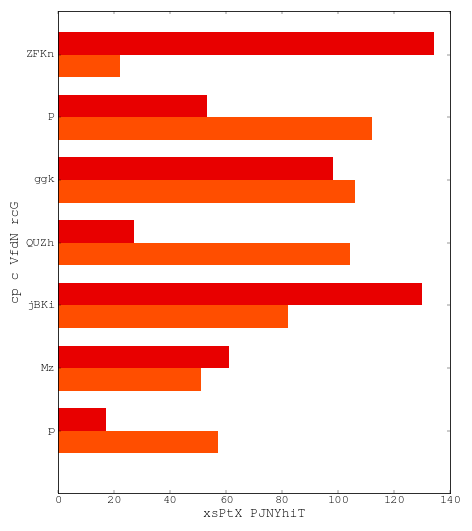 ZFKn
p
ggk
QUZh
jBKi
Mz
p
cp c VfdN rcG
0 20 40 60 80 100 120 140
xsPtX PJNYhiT